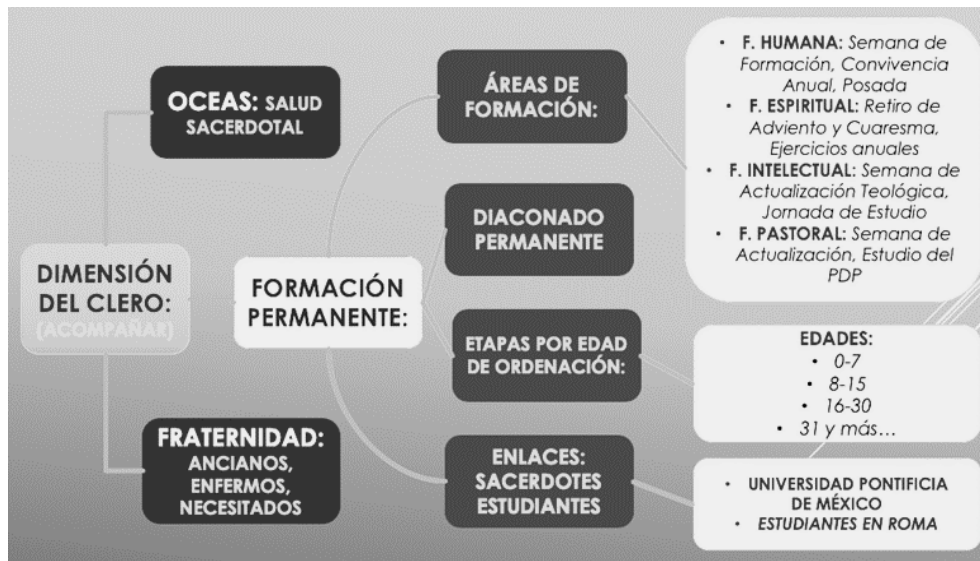 DIMENSIÓN
DEL CLERO:
(ACOMPAÑAR)
OCEAS: SALUD
SACERDOTAL
FORMACIÓN
PERMANENTE:
FRATERNIDAD:
ANCIANOS,
ENFERMOS,
NECESITADOS
ÁREAS DE
FORMACIÓN:
DIACONADO
PERMANENTE
ETAPAS POR EDAD
DE ORDENACIÓN:
ENLACES:
SACERDOTES
ESTUDIANTES
• F. HUMANA: Semana de
Formación, Convivencia
Anual, Posada
• F. ESPIRITUAL: Retiro de
Adviento y Cuaresma,
Ejercicios anuales
• F. INTELECTUAL: Semana de
Actualización Teológica,
Jornada de Estudio
• F. PASTORAL: Semana de
Actualización, Estudio del
PDP
EDADES:
• 0-7
• 8-15
• 16-30
• 31 y más...
• UNIVERSIDAD PONTIFICIA
DE MÉXICO
• ESTUDIANTES EN ROMA